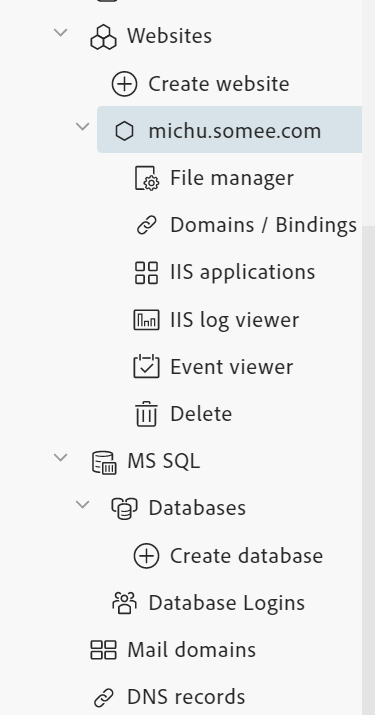 Websites
Create website
michu.somee.com
File manager
Domains / Bindings
IIS applications
IIS log viewer
Event viewer
Delete
MS SQL
Databases
Create database
Database Logins
Mail domains
DNS records